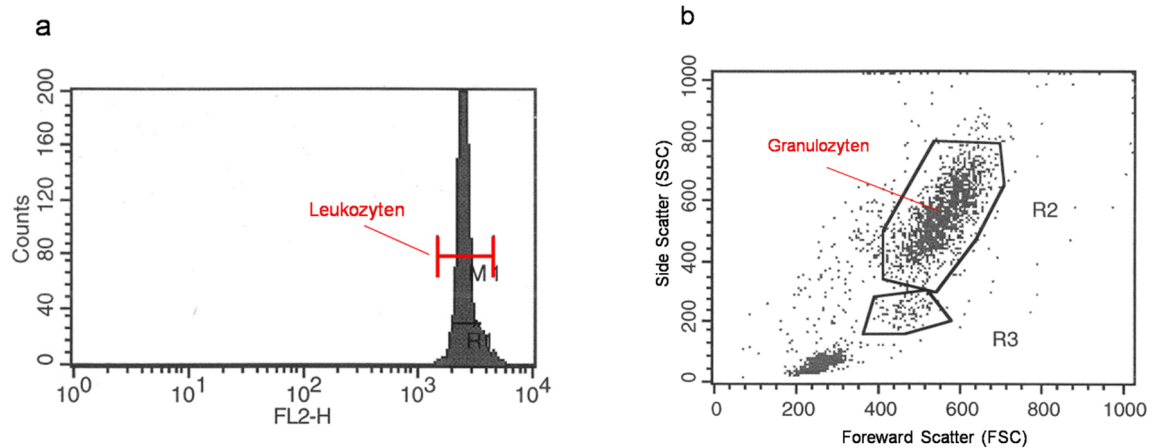 a
200
160
120
80
40
0
Counts
Leukozyten
M1
10⁰ 10¹ 10² 10³ 10⁴
FL2-H
b
1000
800
600
400
200
0
Side Scatter (SSC)
Granulozyten
R2
R3
0 200 400 600 800 1000
Foreward Scatter (FSC)